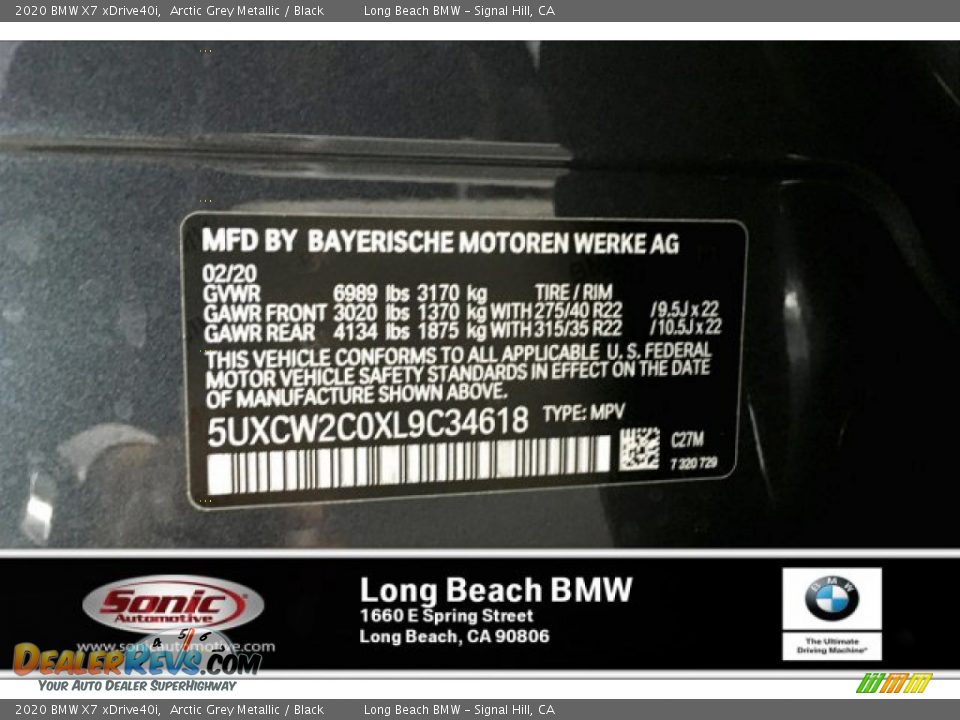 2020 BMW X7 xDrive40i, Arctic Grey Metallic / Black Long Beach BMW - Signal Hill, CA
MFD BY BAYERISCHE MOTOREN WERKE AG
02/20
GVWR 6989 lbs 3170 kg TIRE / RIM
GAWR FRONT 3020 lbs 1370 kg WITH 275/40 R22 /9.5J x 22
GAWR REAR 4134 lbs 1875 kg WITH 315/35 R22 /10.5J x 22
THIS VEHICLE CONFORMS TO ALL APPLICABLE U. S. FEDERAL
MOTOR VEHICLE SAFETY STANDARDS IN EFFECT ON THE DATE
OF MANUFACTURE SHOWN ABOVE.
5UXCW2C0XL9C34618 TYPE: MPV
C27M
7 320 729
Sonic
Automotive
www.sonicautomotive.com
Long Beach BMW
1660 E Spring Street
Long Beach, CA 90806
BMW
The Ultimate
Driving Machine®
4 5 6
DealerRevs.com
Your Auto Dealer SuperHighway
2020 BMW X7 xDrive40i, Arctic Grey Metallic / Black Long Beach BMW - Signal Hill, CA